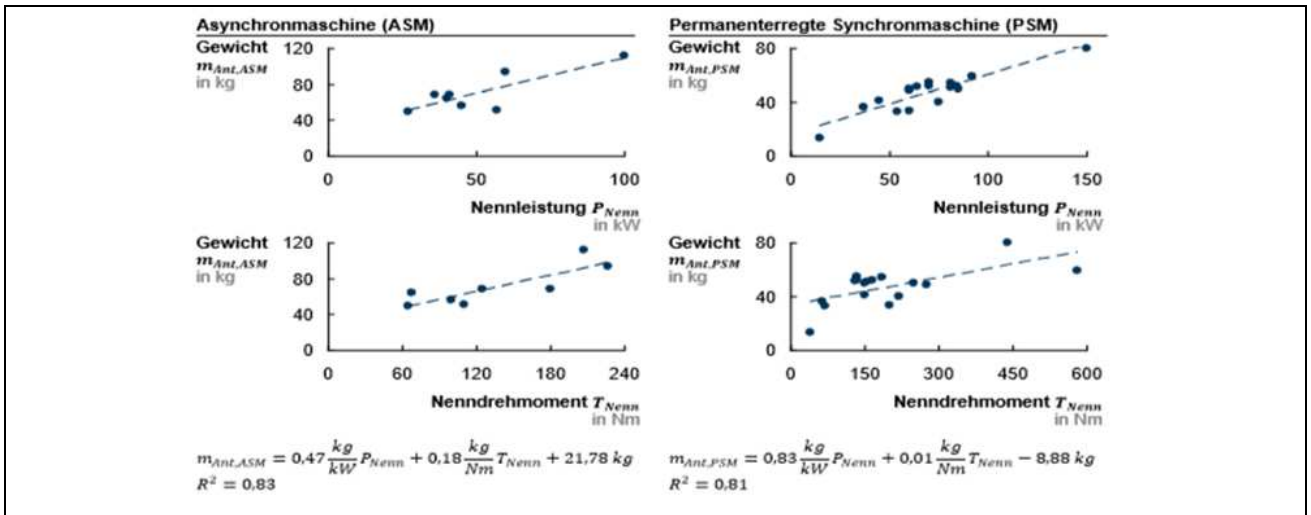 Asynchronmaschine (ASM)
Gewicht
m_Ant,ASM
in kg
120
80
40
0
0 50 100
Nennleistung P_Nenn
in kW
Gewicht
m_Ant,ASM
in kg
120
80
40
0
0 60 120 180 240
Nenndrehmoment T_Nenn
in Nm
m_Ant,ASM = 0,47 kg/kW P_Nenn + 0,18 kg/Nm T_Nenn + 21,78 kg
R² = 0,83
Permanenterregte Synchronmaschine (PSM)
Gewicht
m_Ant,PSM
in kg
80
40
0
0 50 100 150
Nennleistung P_Nenn
in kW
Gewicht
m_Ant,PSM
in kg
80
40
0
0 150 300 450 600
Nenndrehmoment T_Nenn
in Nm
m_Ant,PSM = 0,83 kg/kW P_Nenn + 0,01 kg/Nm T_Nenn − 8,88 kg
R² = 0,81